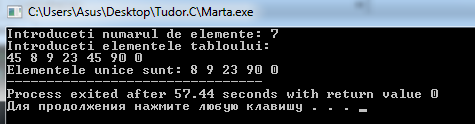 C:\Users\Asus\Desktop\Tudor.C\Marta.exe
Introduceti numarul de elemente: 7
Introduceti elementele tabloului:
45 8 9 23 45 90 0
Elementele unice sunt: 8 9 23 90 0
--------------------------------
Process exited after 57.44 seconds with return value 0
Для продолжения нажмите любую клавишу . . . _